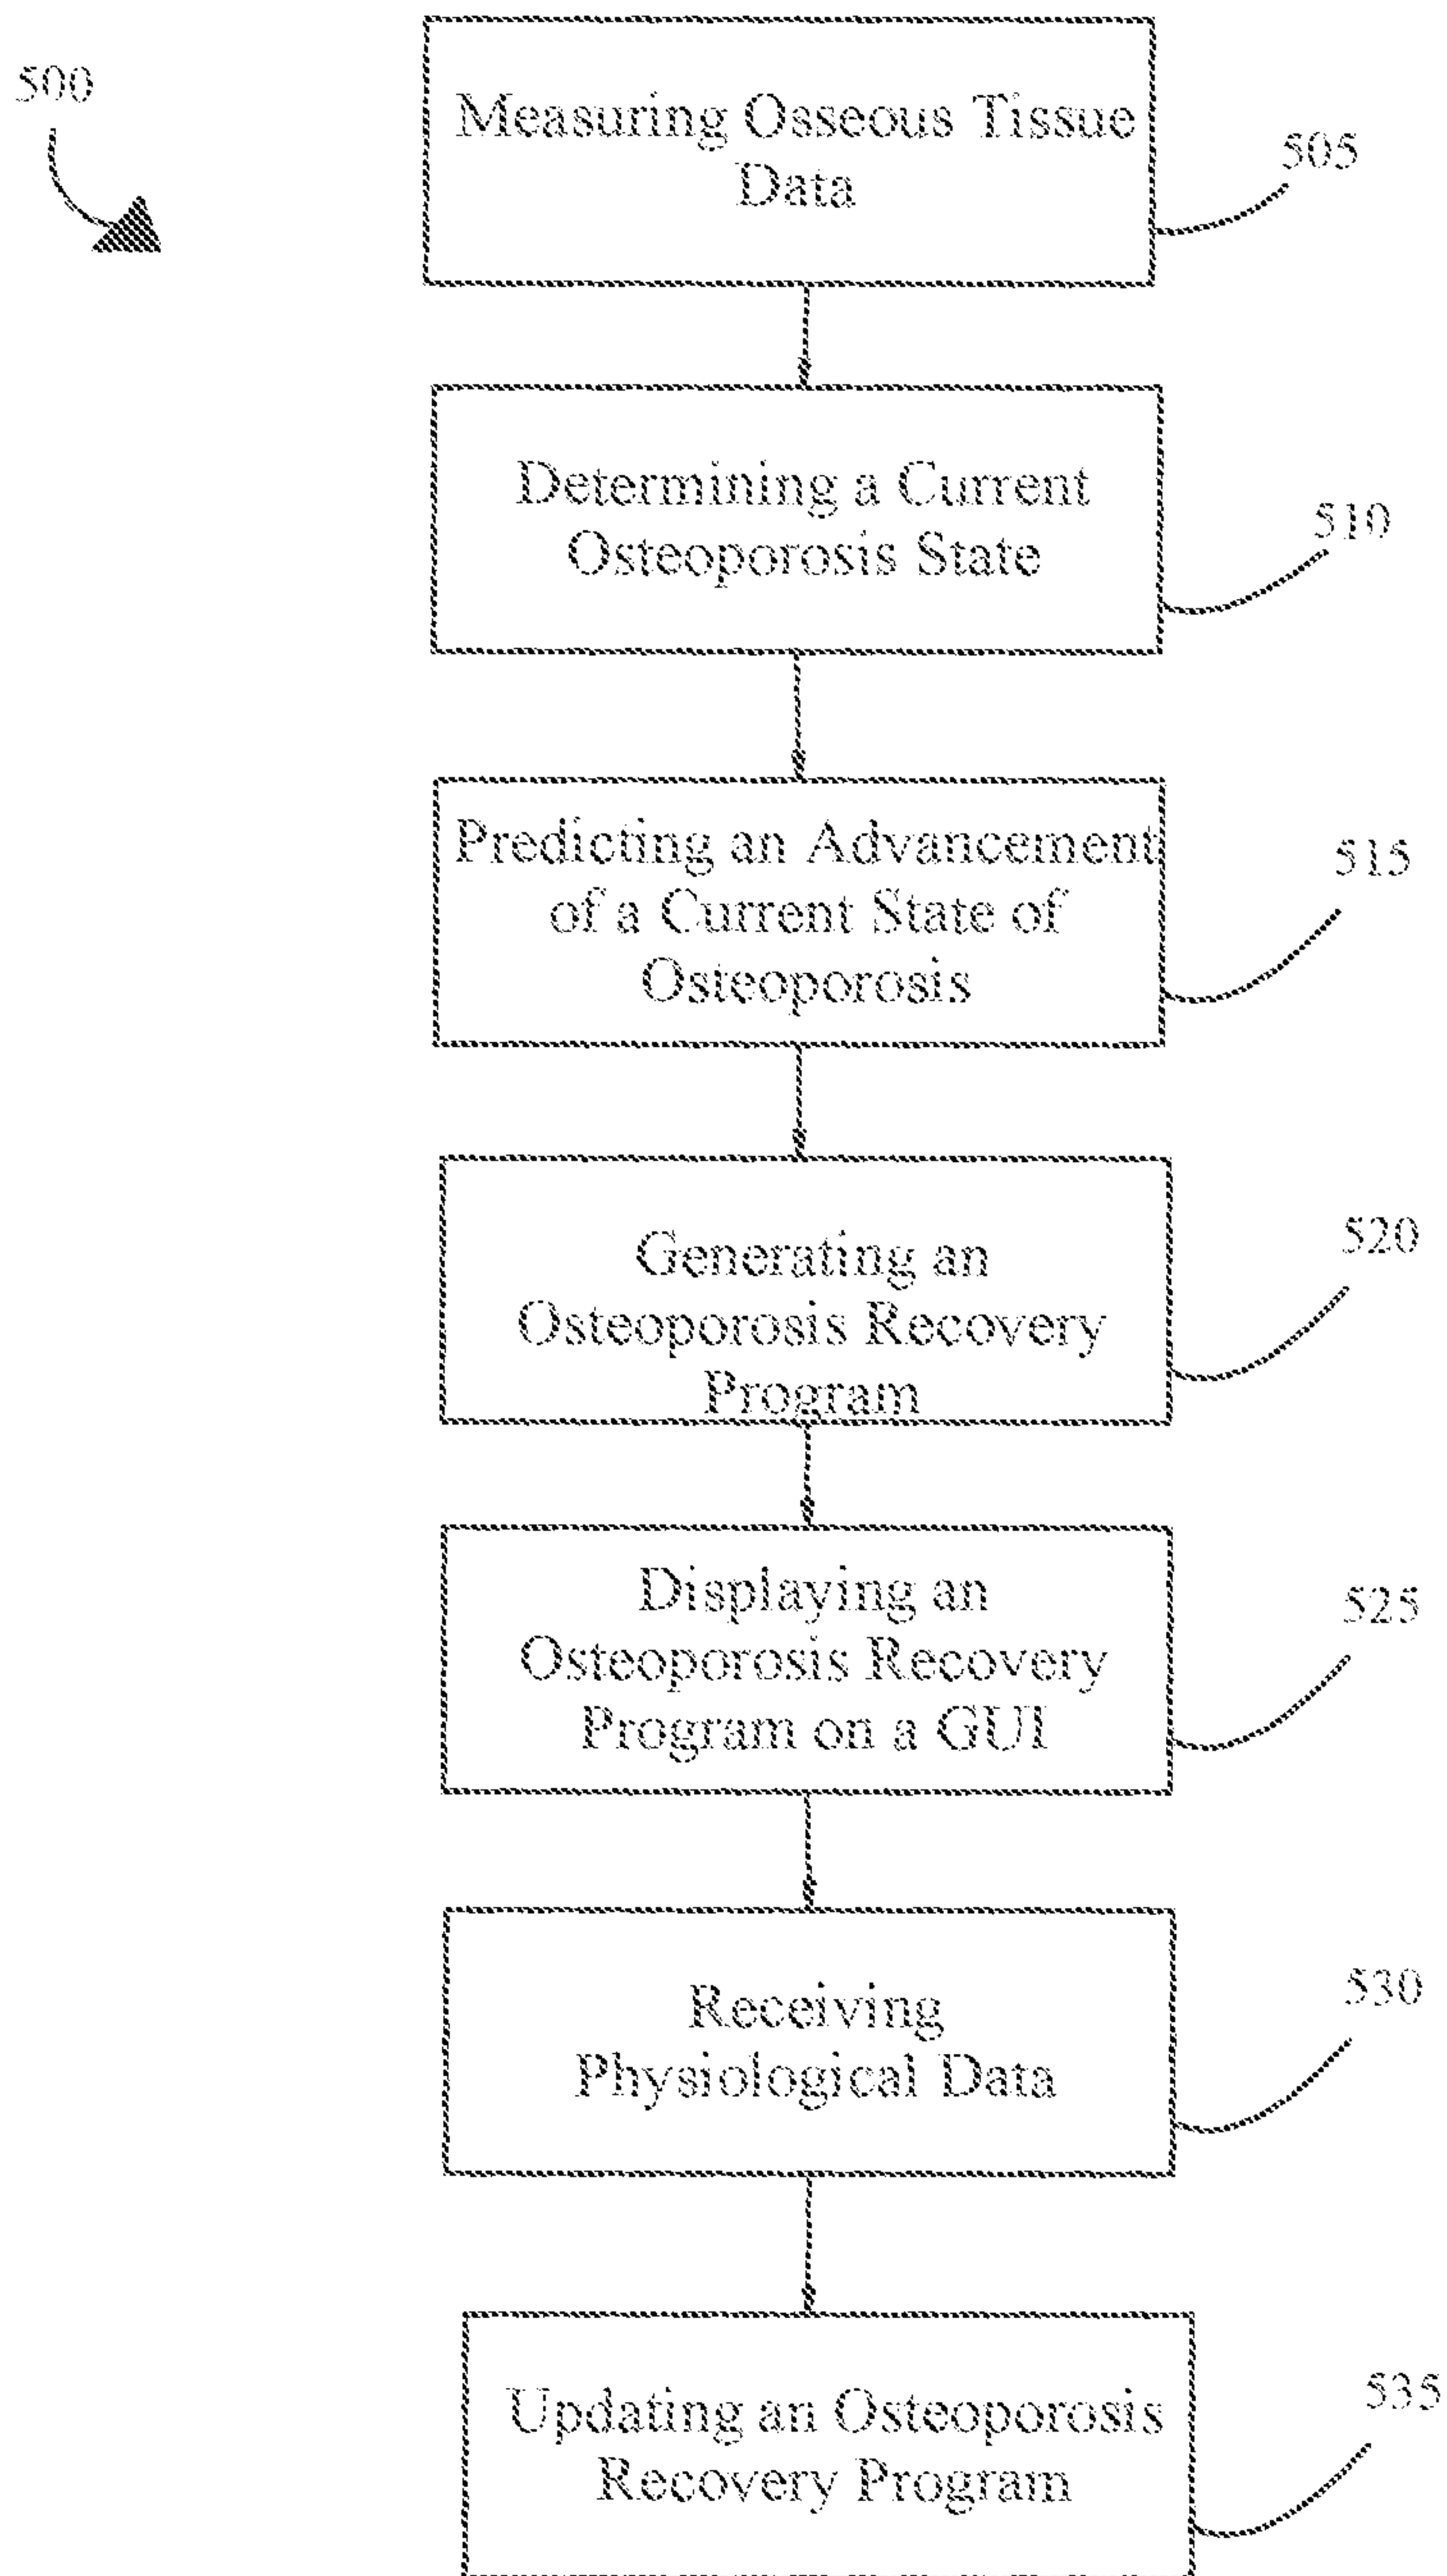 500
Measuring Osseous Tissue
Data
505
Determining a Current
Osteoporosis State
510
Predicting an Advancement
of a Current State of
Osteoporosis
515
Generating an
Osteoporosis Recovery
Program
520
Displaying an
Osteoporosis Recovery
Program on a GUI
525
Receiving
Physiological Data
530
Updating an Osteoporosis
Recovery Program
535